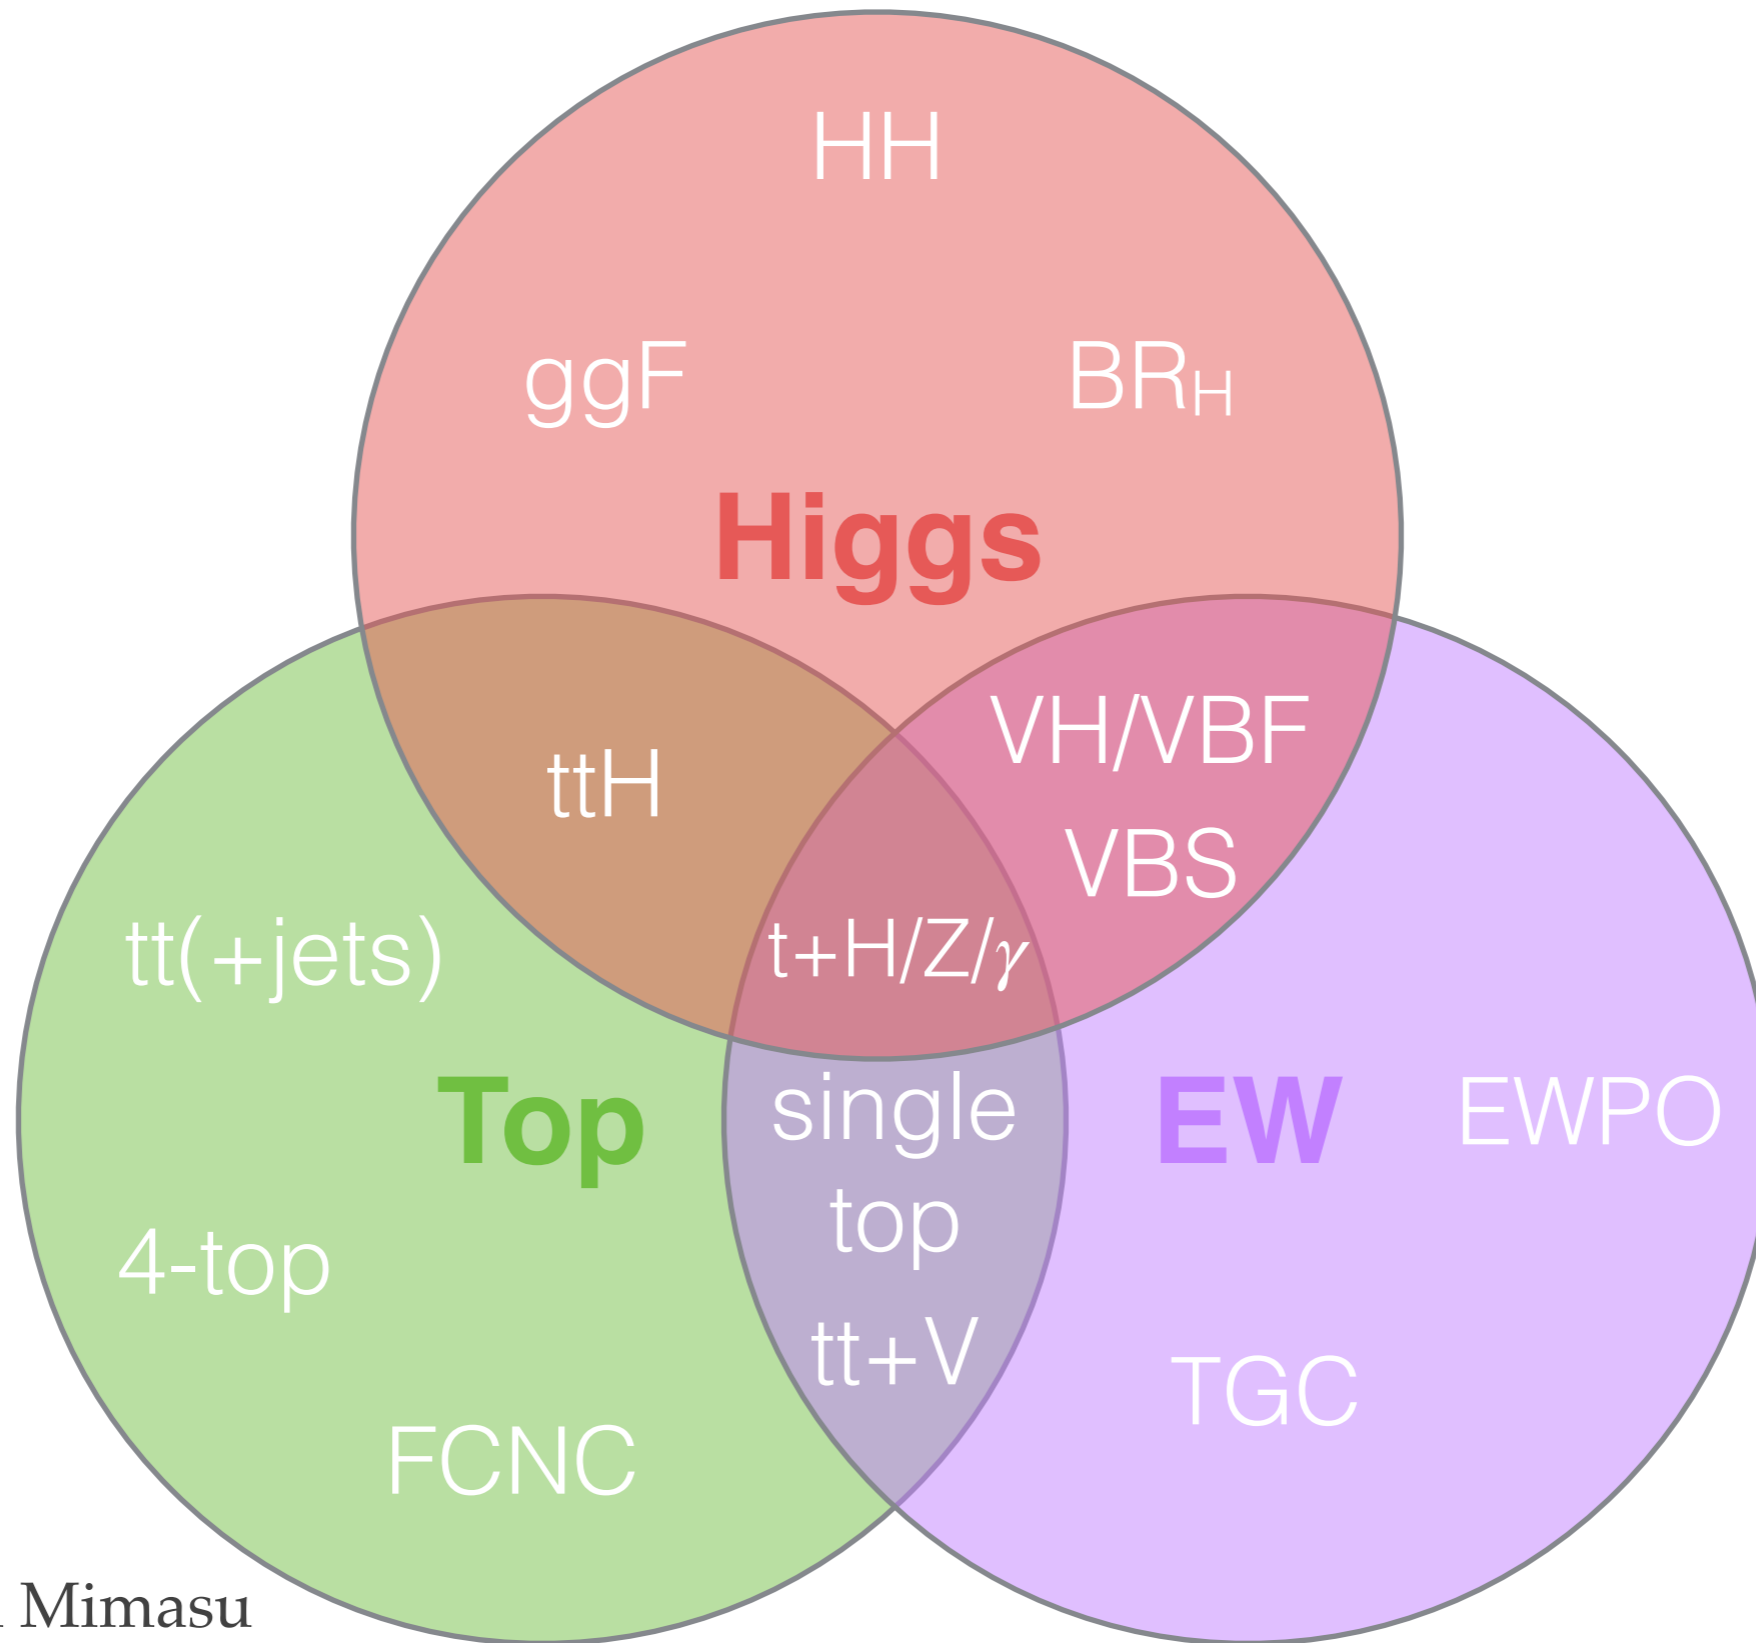 HH
ggF
BRH
Higgs
VH/VBF
ttH
VBS
t+H/Z/γ
tt(+jets)
Top
single
top
tt+V
EW
EWPO
4-top
TGC
FCNC
Mimasu